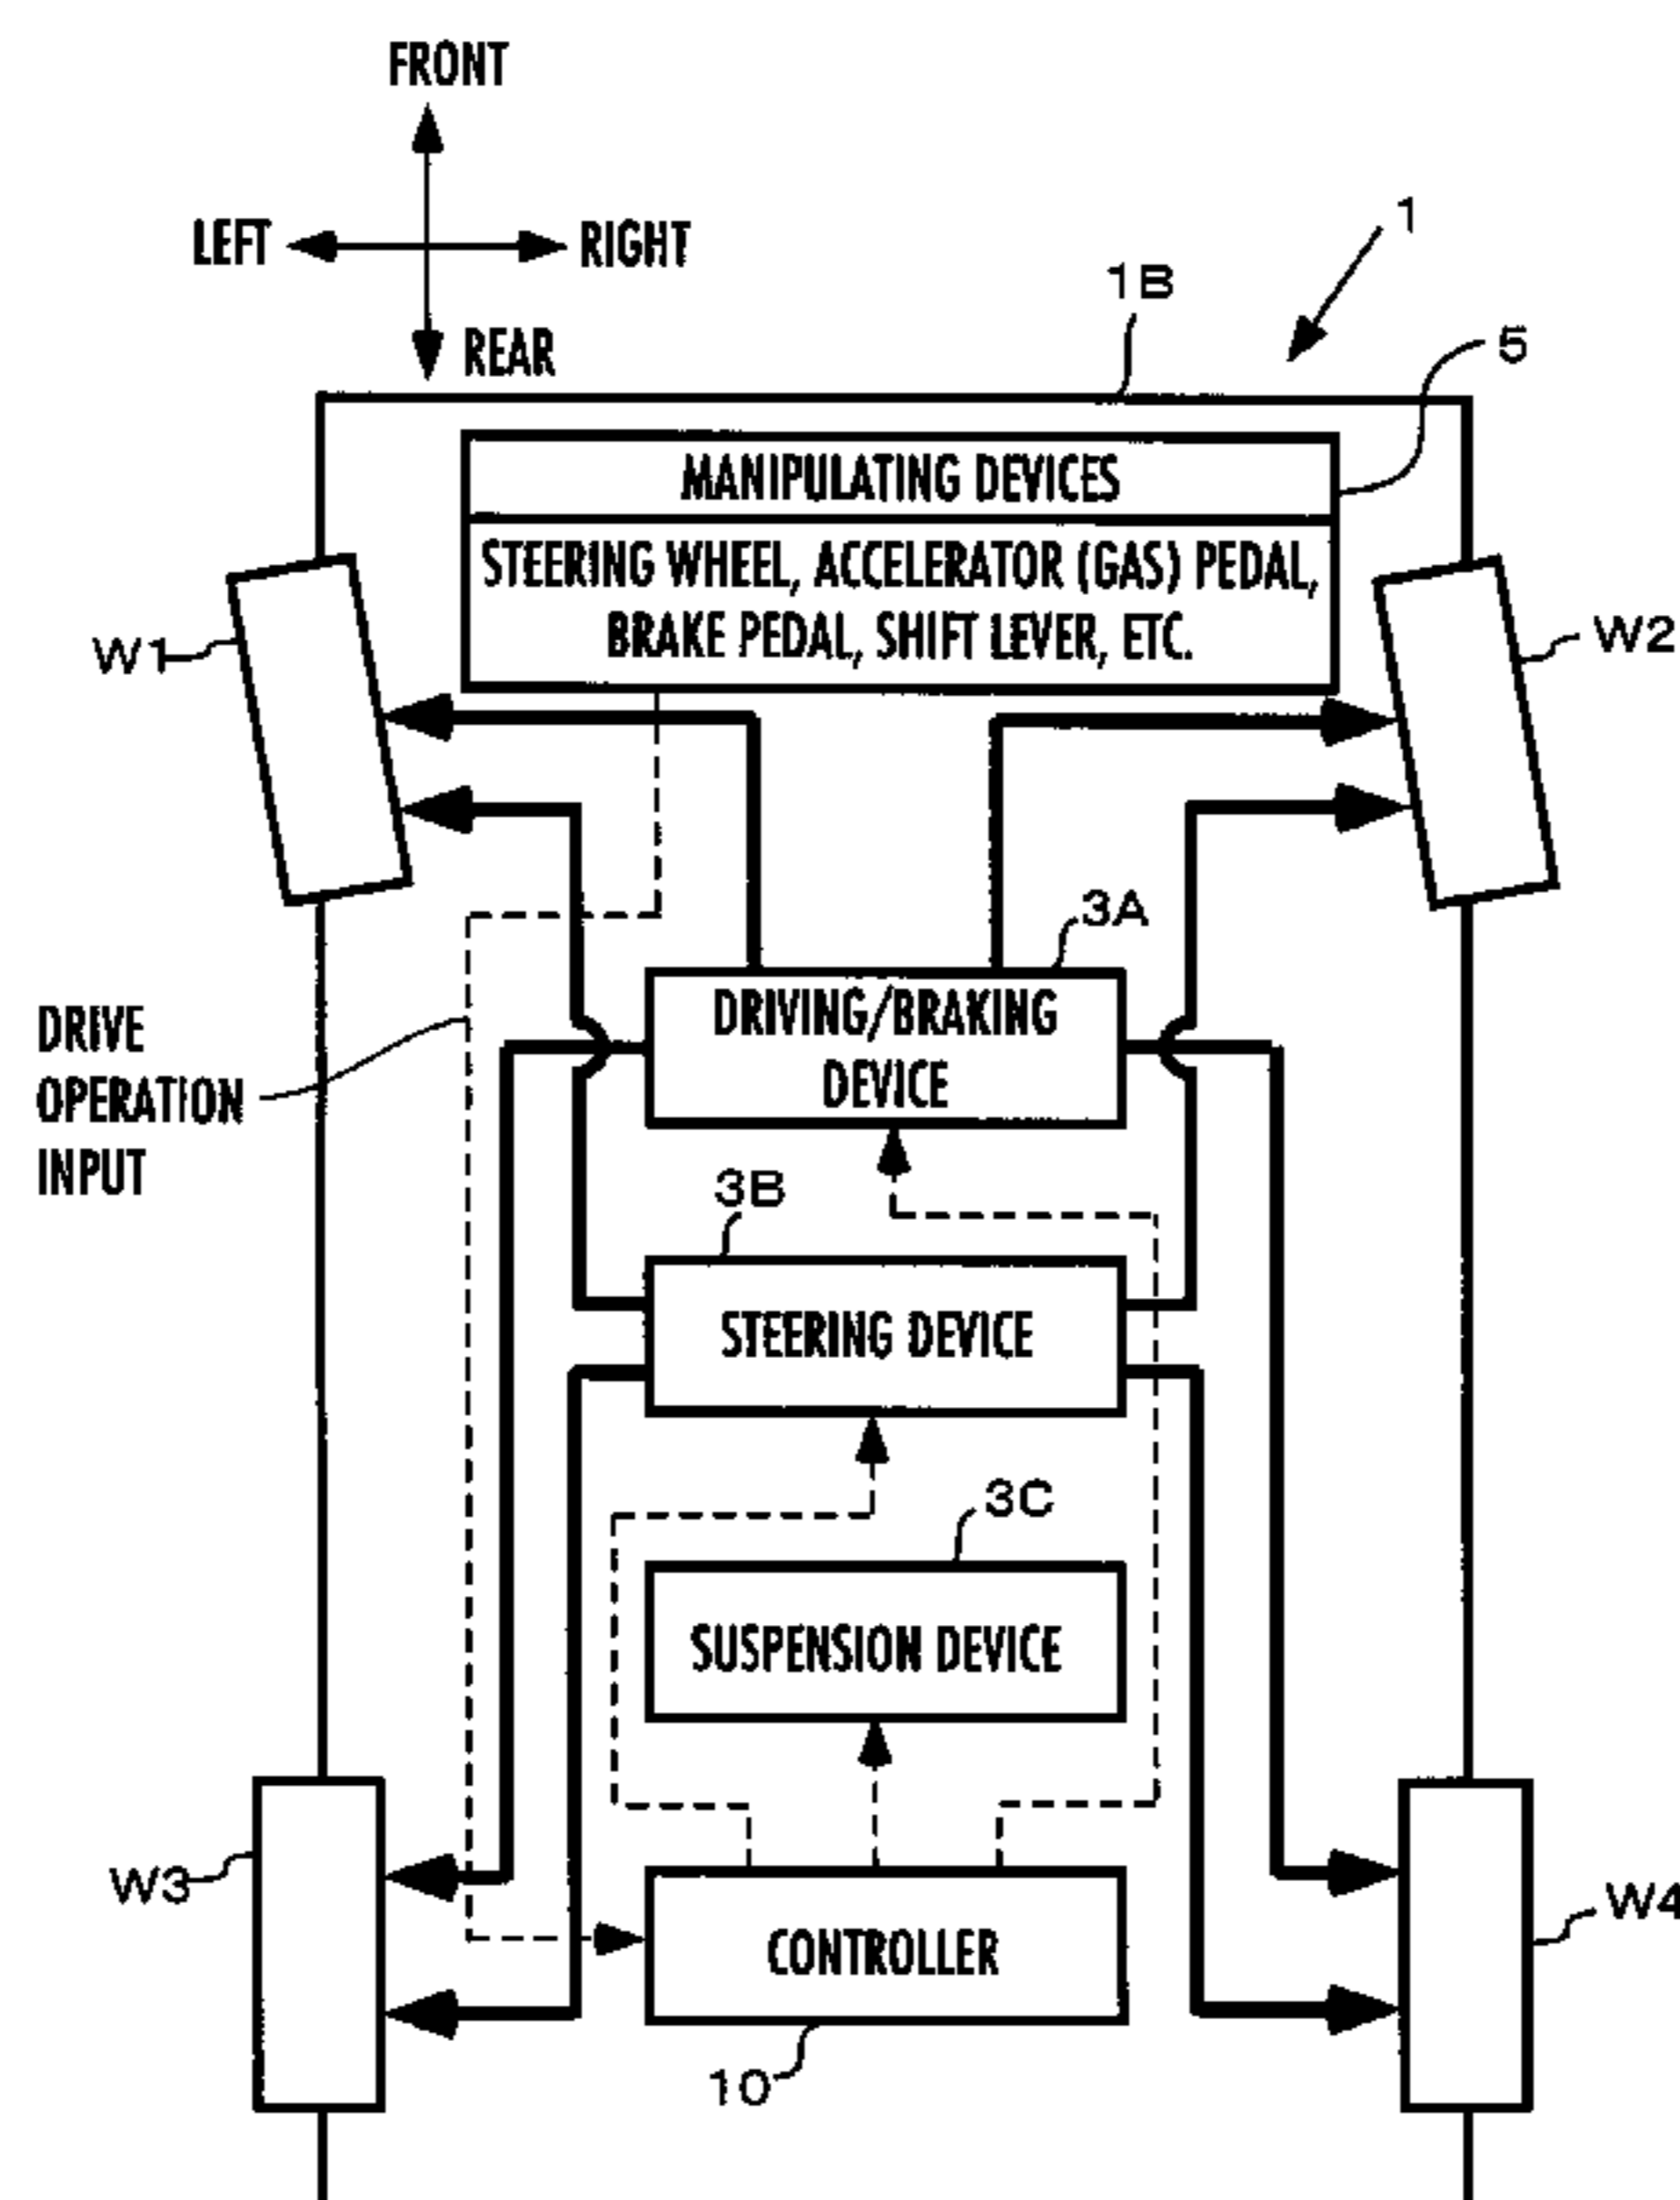 FRONT
LEFT
RIGHT
REAR
1
1B
5
MANIPULATING DEVICES
STEERING WHEEL, ACCELERATOR (GAS) PEDAL,
BRAKE PEDAL, SHIFT LEVER, ETC.
W1
W2
3A
DRIVING/BRAKING
DEVICE
DRIVE
OPERATION
INPUT
3B
STEERING DEVICE
3C
SUSPENSION DEVICE
W3
W4
CONTROLLER
10